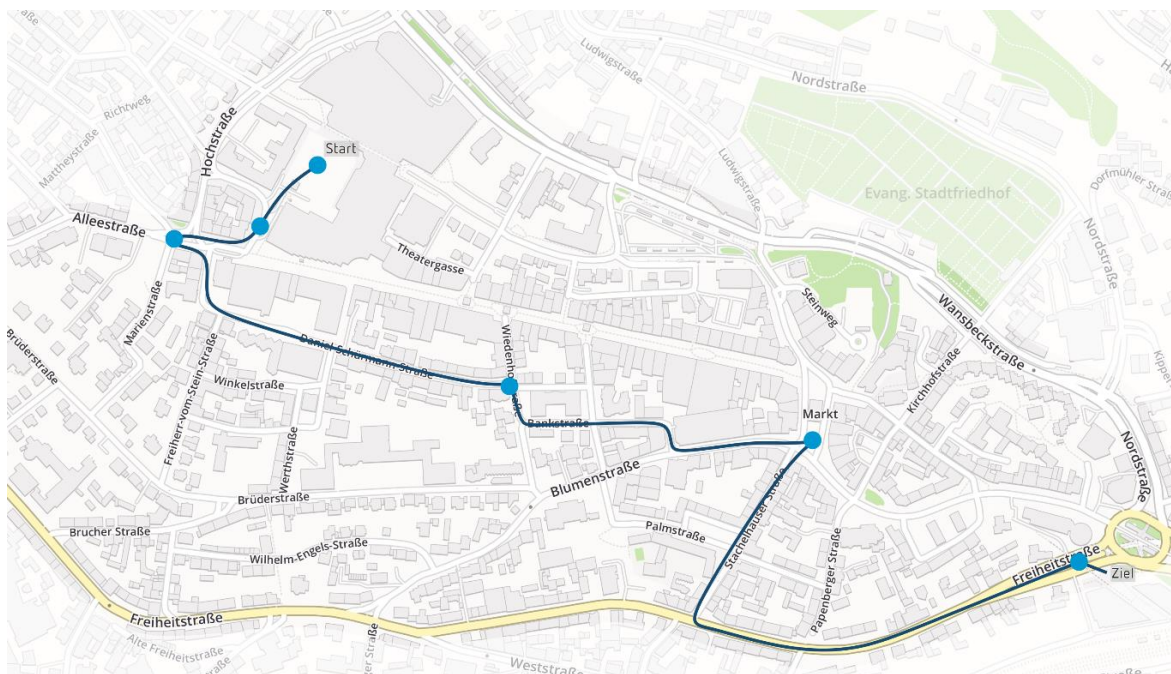 Ludwigstraße
Nordstraße
Richtweg
Hochstraße
Mattheystraße
Start
Ludwigstraße
Dorfmühler Straße
Evang. Stadtfriedhof
Alleestraße
Nordstraße
Theatergasse
Marienstraße
Steinweg
Wansbeckstraße
Brüderstraße
Daniel-Schürmann-Straße
Freiherr-vom-Stein-Straße
Winkelstraße
Kirchhofstraße
Markt
Bankstraße
Nordstraße
Werthstraße
Blumenstraße
Brüderstraße
Stachelhauser Straße
Brucher Straße
Palmstraße
Wilhelm-Engels-Straße
Papenberger Straße
Freiheitstraße
Ziel
Freiheitstraße
Alte Freiheitstraße
Weststraße